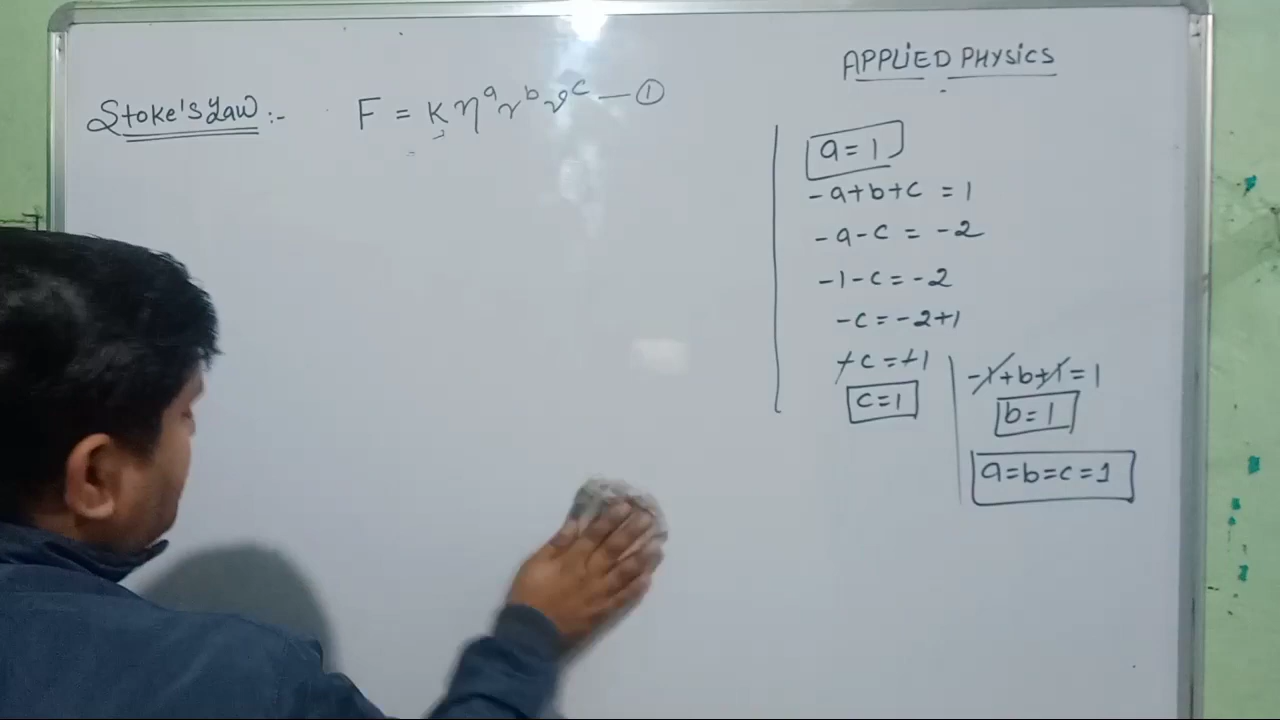 APPLIED PHYSICS
Stoke's Law :- F = K η^a r^b v^c — ①
a = 1
-a+b+c = 1
-a-c = -2
-1-c = -2
-c = -2+1
-c = -1
c=1
-1+b+1 = 1
b=1
a=b=c=1